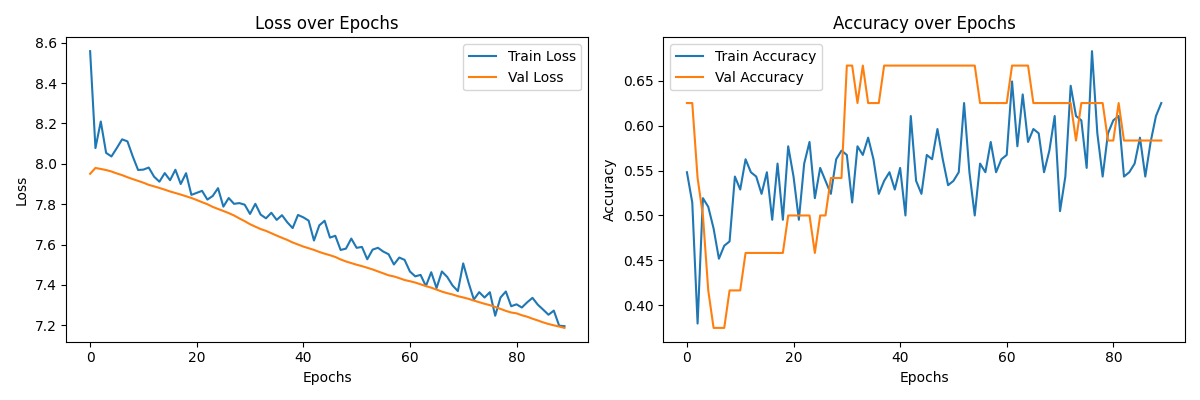 Loss over Epochs
8.6
8.4
8.2
8.0
7.8
7.6
7.4
7.2
Loss
0
20
40
60
80
Epochs
Train Loss
Val Loss
Accuracy over Epochs
0.65
0.60
0.55
0.50
0.45
0.40
Accuracy
0
20
40
60
80
Epochs
Train Accuracy
Val Accuracy